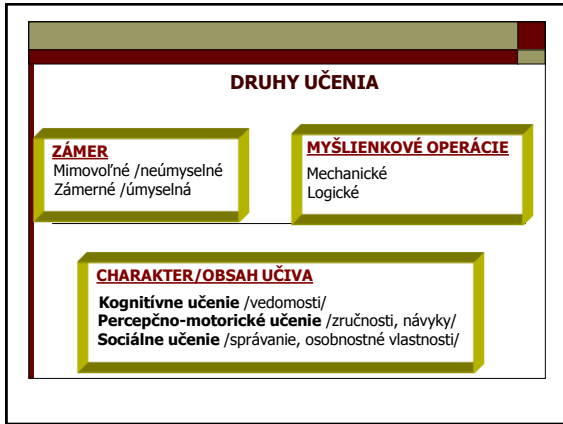 DRUHY UČENIA
ZÁMER
Mimovoľné /neúmyselné
Zámerné /úmyselná
MYŠLIENKOVÉ OPERÁCIE
Mechanické
Logické
CHARAKTER/OBSAH UČIVA
Kognitívne učenie /vedomosti/
Percepčno-motorické učenie /zručnosti, návyky/
Sociálne učenie /správanie, osobnostné vlastnosti/